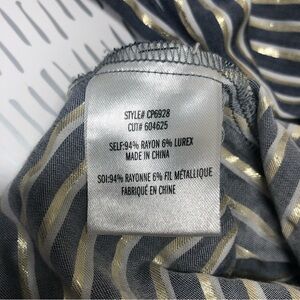 STYLE# CP6928
CUT# 604625
SELF:94% RAYON 6% LUREX
MADE IN CHINA
SOI:94% RAYONNE 6% FIL MÉTALLIQUE
FABRIQUÉ EN CHINE